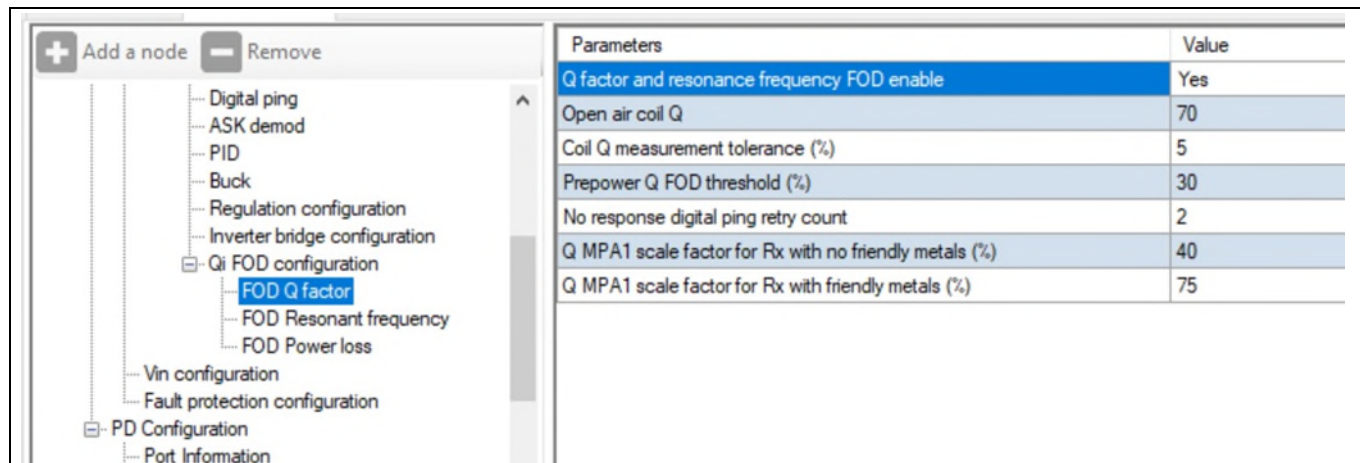 Add a node Remove
Digital ping
ASK demod
PID
Buck
Regulation configuration
Inverter bridge configuration
Qi FOD configuration
FOD Q factor
FOD Resonant frequency
FOD Power loss
Vin configuration
Fault protection configuration
PD Configuration
Port Information
Parameters Value
Q factor and resonance frequency FOD enable Yes
Open air coil Q 70
Coil Q measurement tolerance (%) 5
Prepower Q FOD threshold (%) 30
No response digital ping retry count 2
Q MPA1 scale factor for Rx with no friendly metals (%) 40
Q MPA1 scale factor for Rx with friendly metals (%) 75